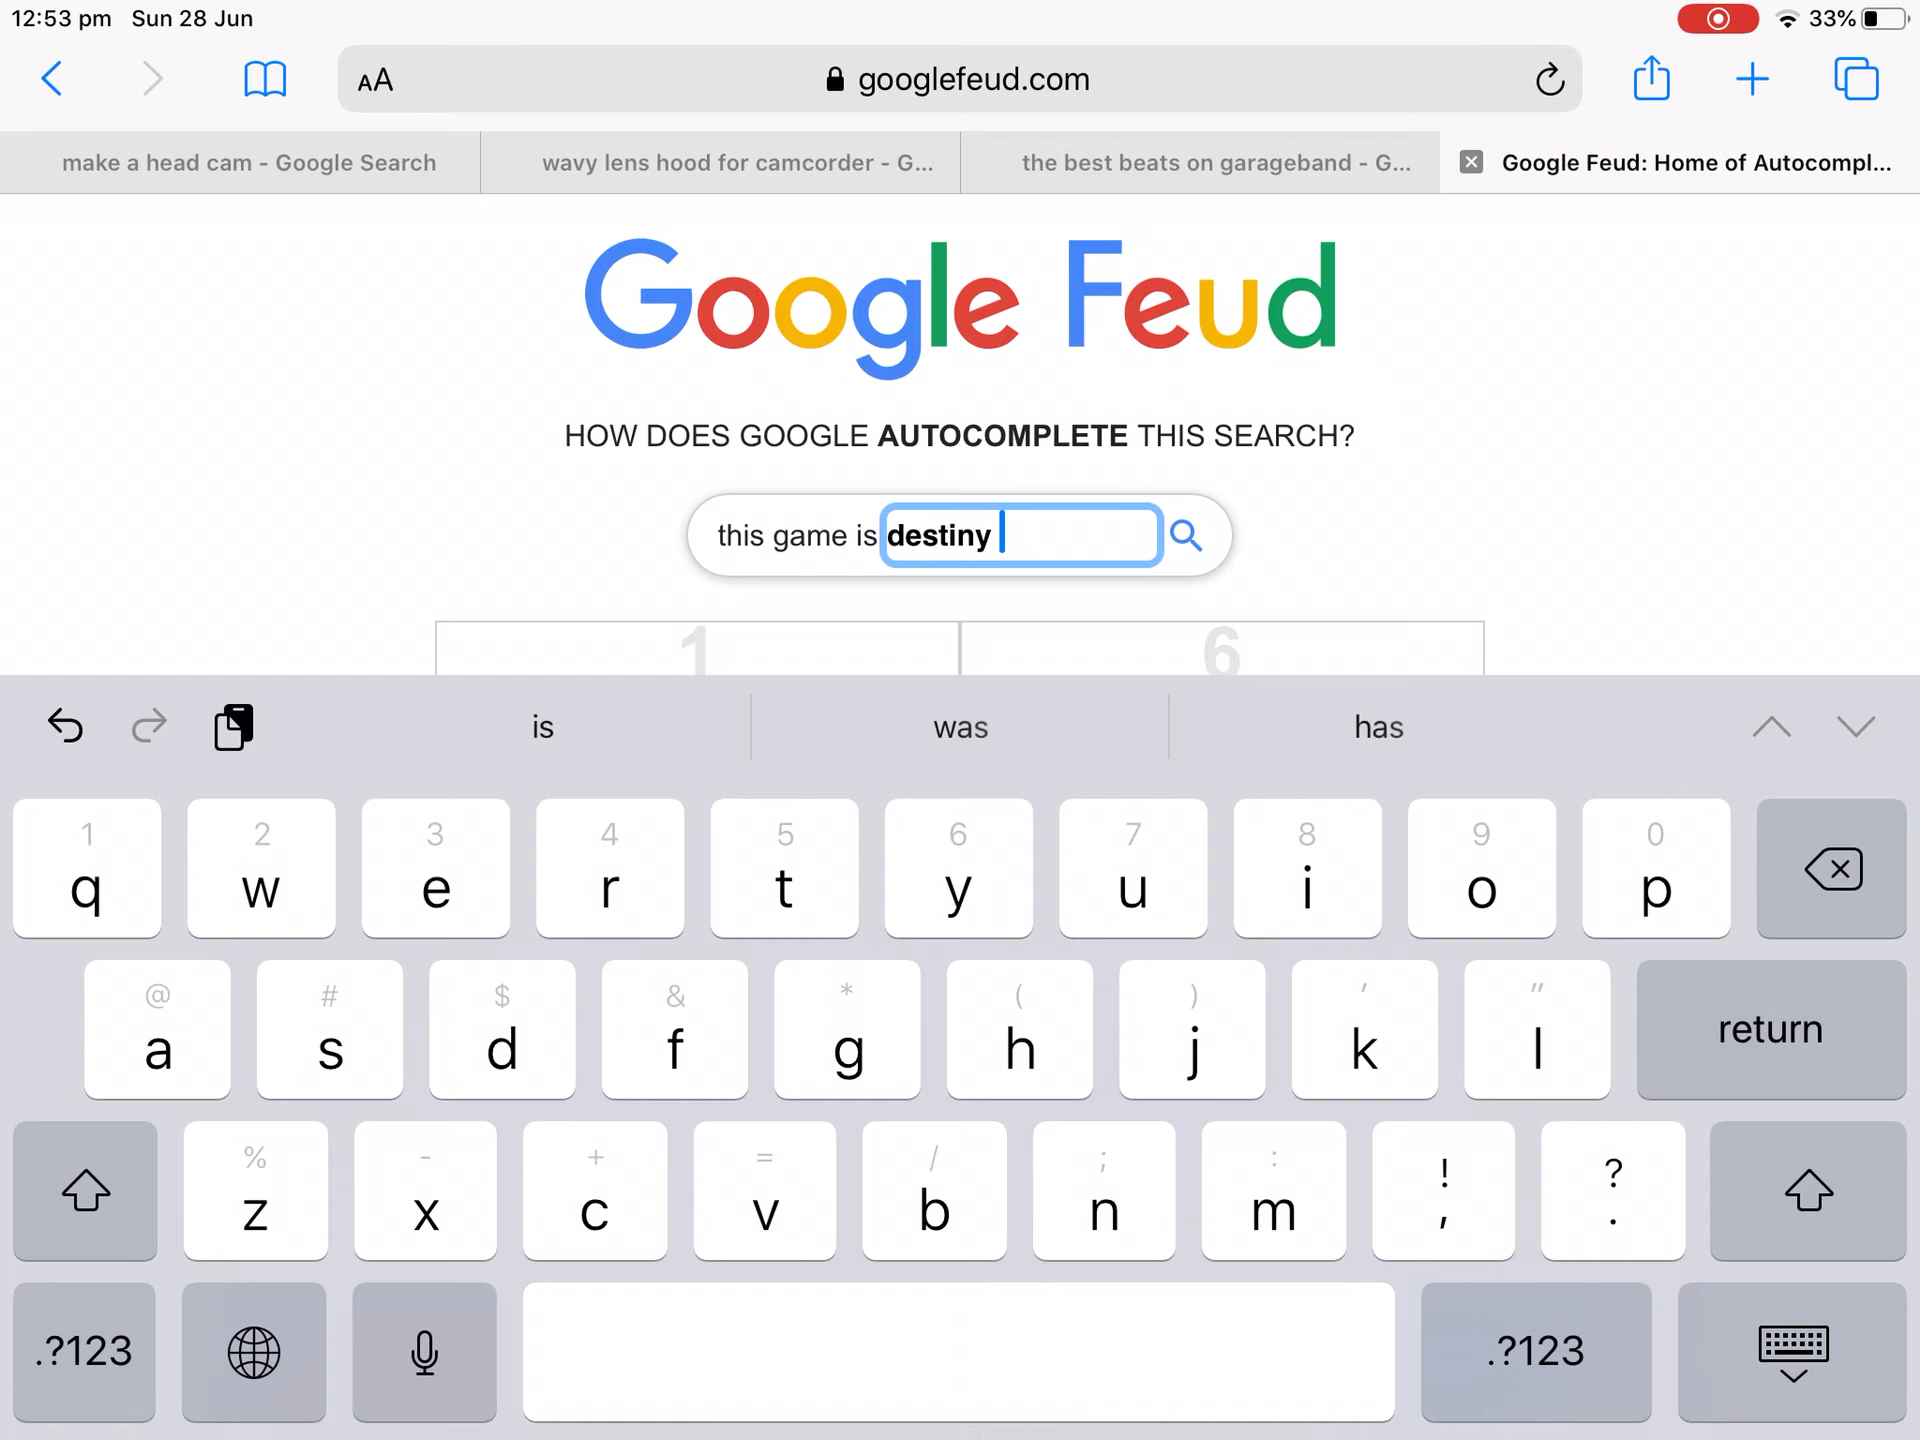 12:53 pm Sun 28 Jun 33%
AA googlefeud.com
make a head cam - Google Search wavy lens hood for camcorder - G... the best beats on garageband - G... Google Feud: Home of Autocompl...
Google Feud
HOW DOES GOOGLE AUTOCOMPLETE THIS SEARCH?
this game is destiny
1 6
is was has
1 2 3 4 5 6 7 8 9 0
q w e r t y u i o p
@ # $ & * ( ) ' "
a s d f g h j k l return
% - + = / ; : ! ?
z x c v b n m , .
.?123 .?123